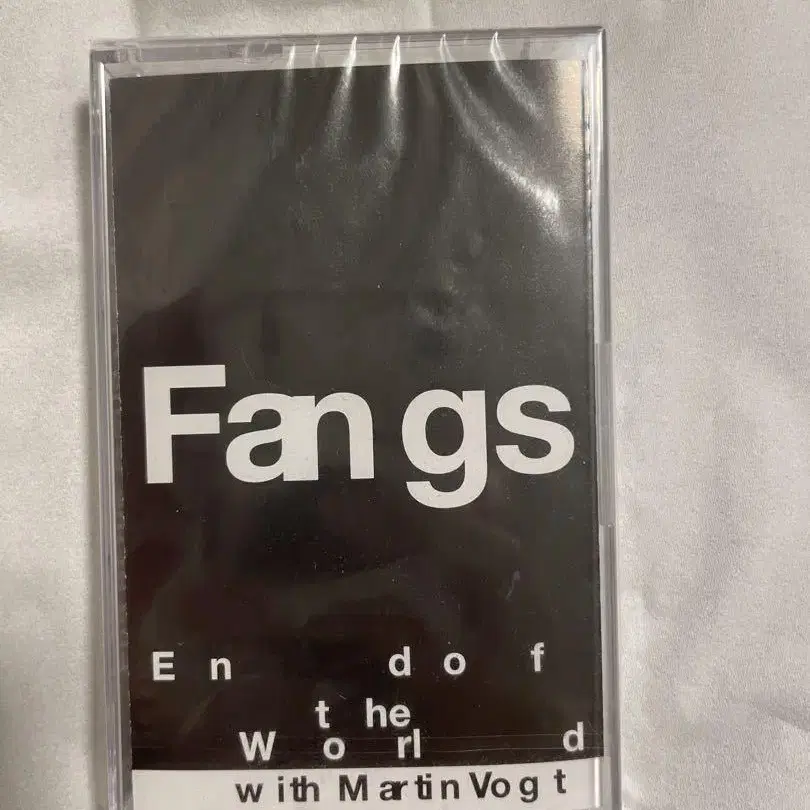 Fangs
End of
the
World
with Martin Vogt